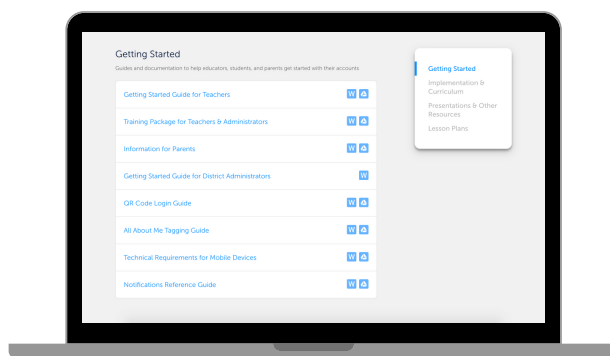 Getting Started
Guides and documentation to help educators, students, and parents get started with their accounts
Getting Started Guide for Teachers
W
Training Package for Teachers & Administrators
W
Information for Parents
W
Getting Started Guide for District Administrators
W
QR Code Login Guide
W
All About Me Tagging Guide
W
Technical Requirements for Mobile Devices
W
Notifications Reference Guide
W
Getting Started
Implementation &
Curriculum
Presentations & Other
Resources
Lesson Plans